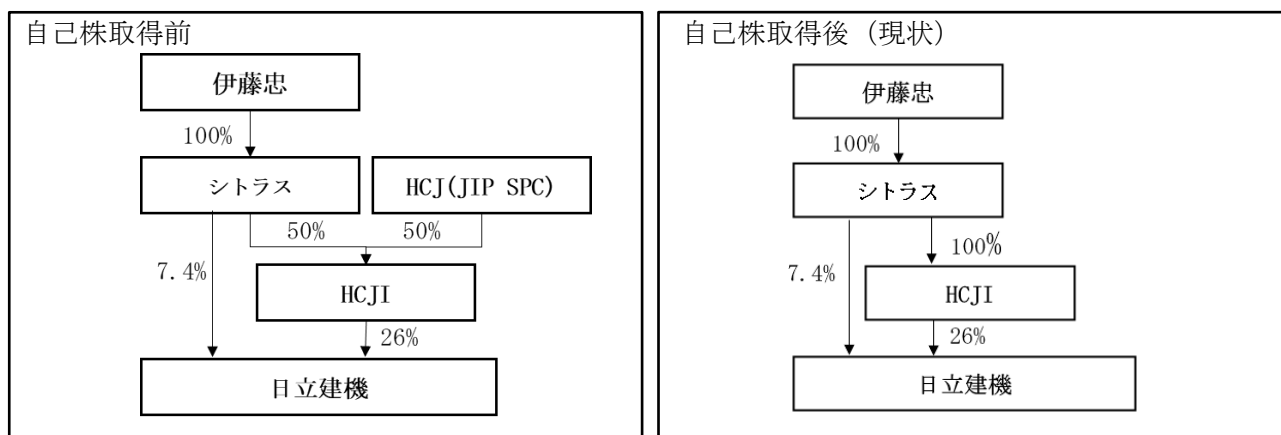 自己株取得前
伊藤忠
100%
シトラス
HCJ(JIP SPC)
50%
50%
7.4%
HCJI
26%
日立建機
自己株取得後（現状）
伊藤忠
100%
シトラス
100%
7.4%
HCJI
26%
日立建機